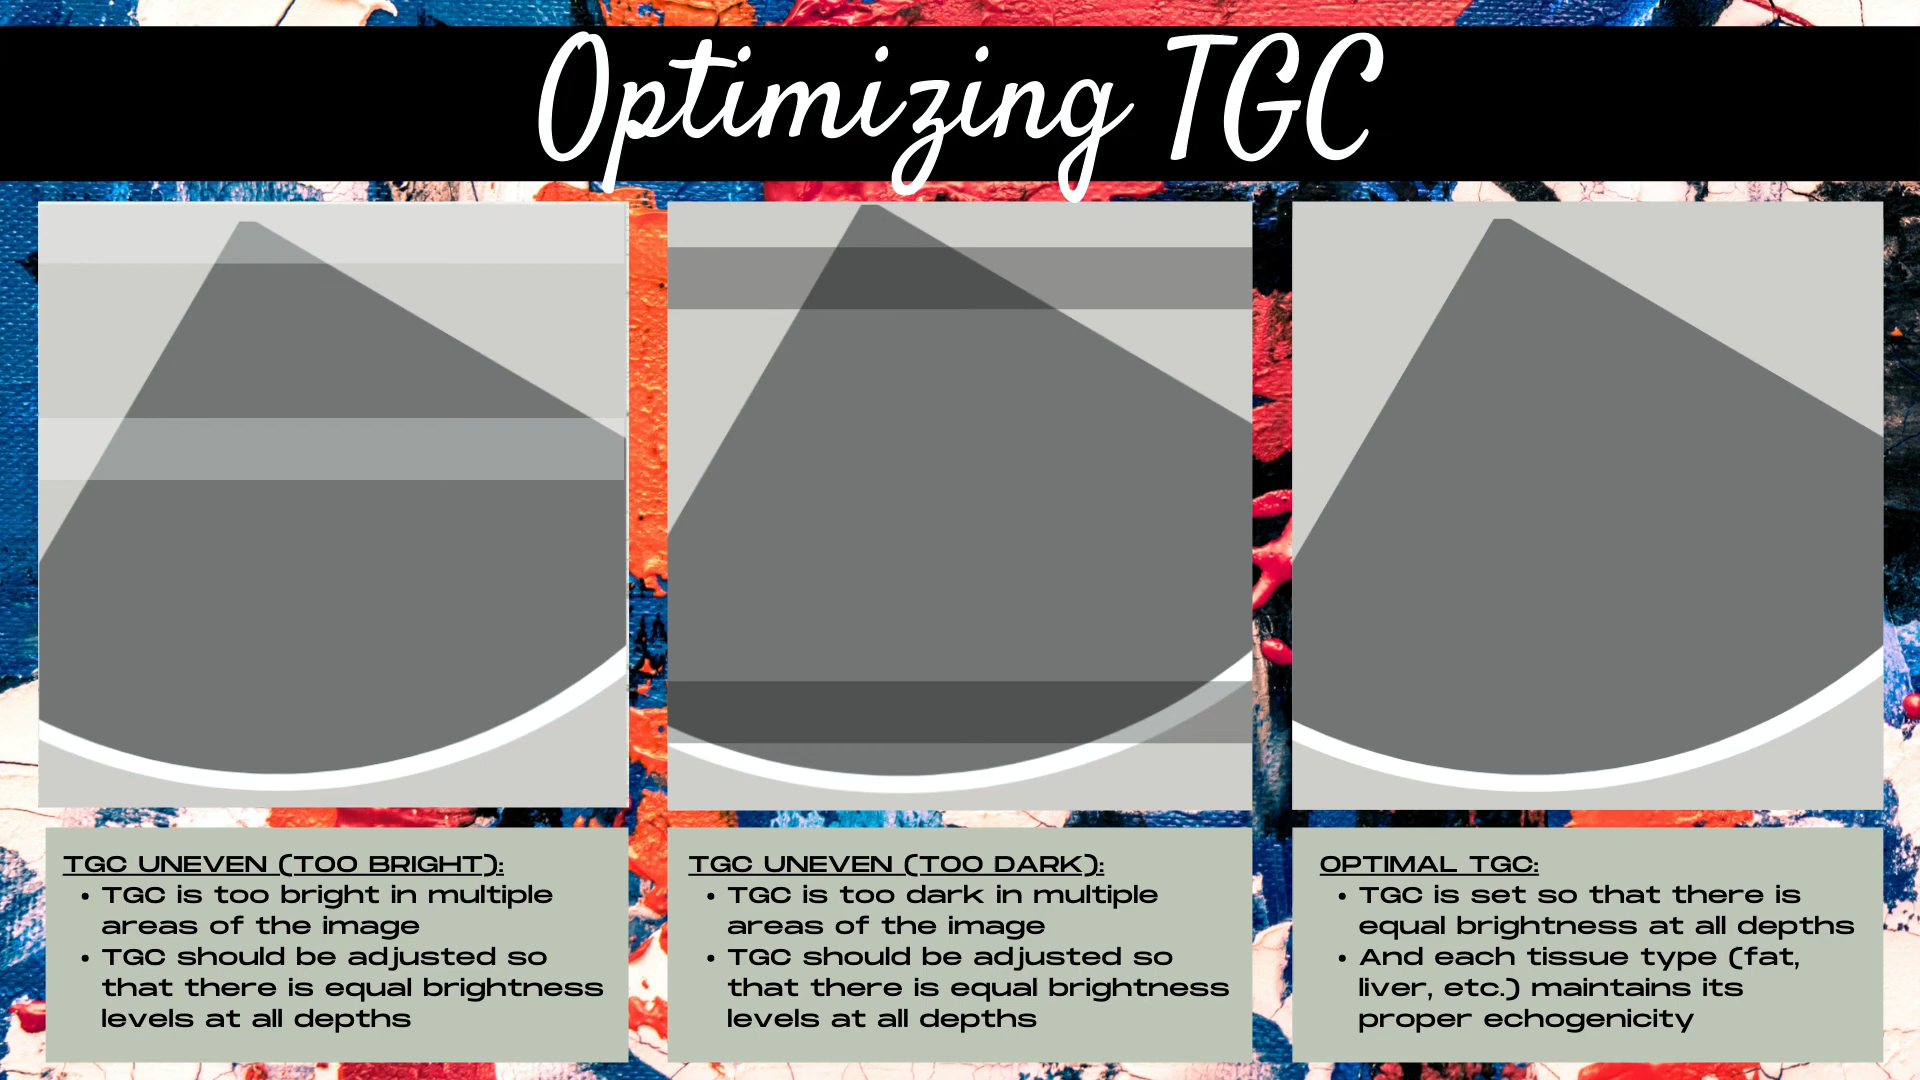 Optimizing TGC
TGC UNEVEN (TOO BRIGHT):
• TGC is too bright in multiple
areas of the image
• TGC should be adjusted so
that there is equal brightness
levels at all depths
TGC UNEVEN (TOO DARK):
• TGC is too dark in multiple
areas of the image
• TGC should be adjusted so
that there is equal brightness
levels at all depths
OPTIMAL TGC:
• TGC is set so that there is
equal brightness at all depths
• And each tissue type (fat,
liver, etc.) maintains its
proper echogenicity